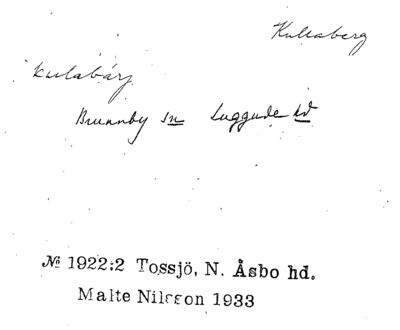 Kullaberg
kulabärj
Brunnby sn Luggude hd
№ 1922:2 Tossjö, N. Åsbo hd.
Malte Nilsson 1933